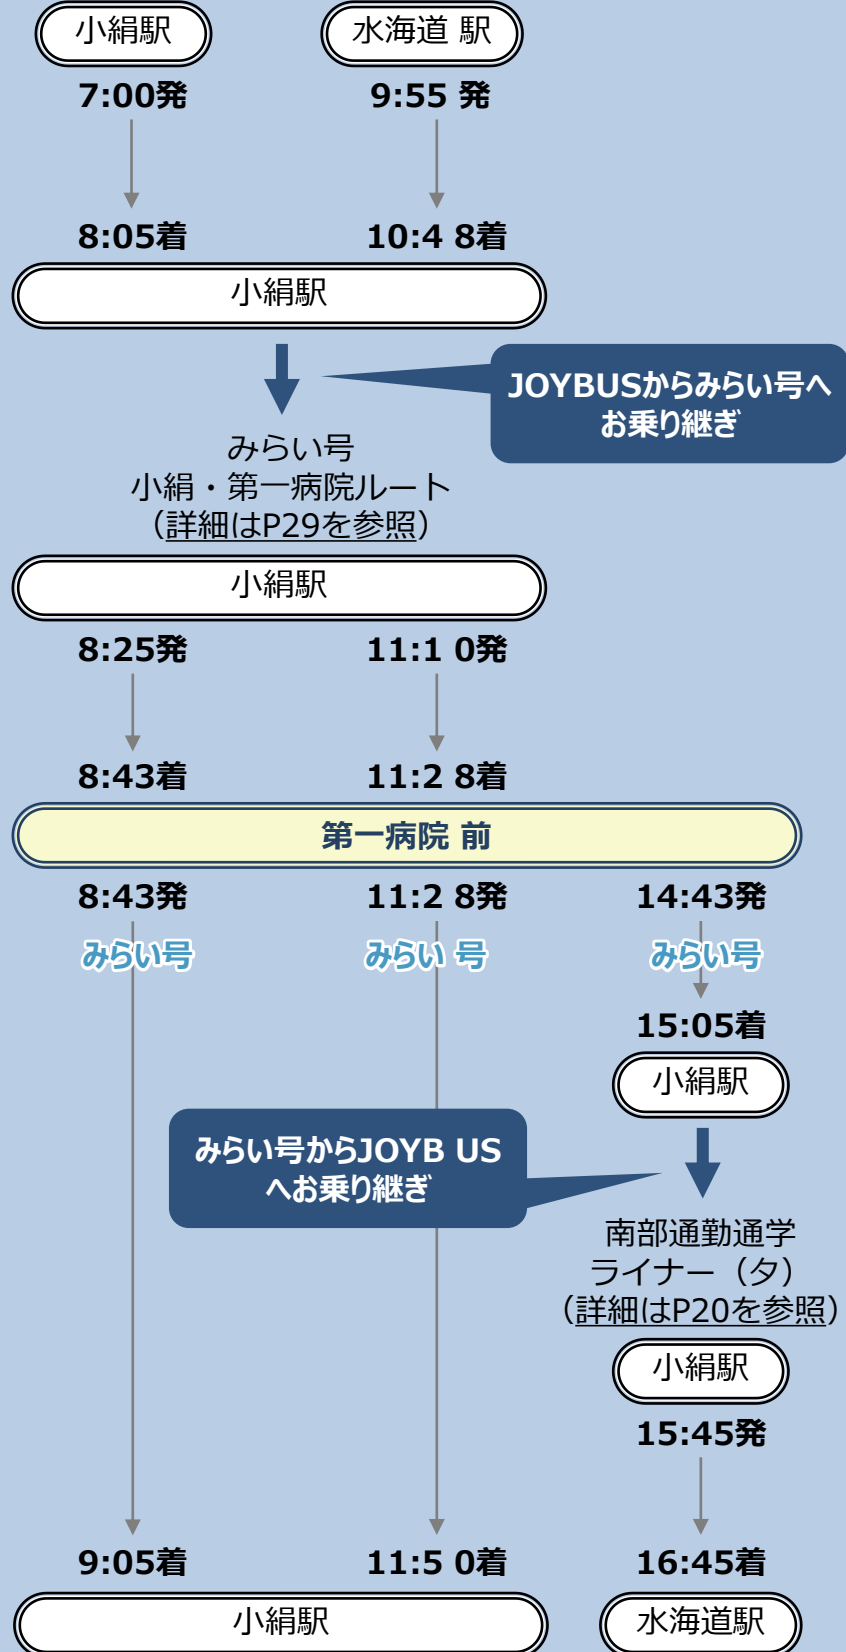 小絹駅 水海道 駅
7:00発 9:55 発
8:05着 10:4 8着
小絹駅
JOYBUSからみらい号へ
お乗り継ぎ
みらい号
小絹・第一病院ルート
（詳細はP29を参照）
小絹駅
8:25発 11:1 0発
8:43着 11:2 8着
第一病院 前
8:43発 11:2 8発 14:43発
みらい号 みらい 号 みらい号
15:05着
小絹駅
みらい号からJOYB US
へお乗り継ぎ
南部通勤通学
ライナー（夕）
（詳細はP20を参照）
小絹駅
15:45発
9:05着 11:5 0着 16:45着
小絹駅 水海道駅